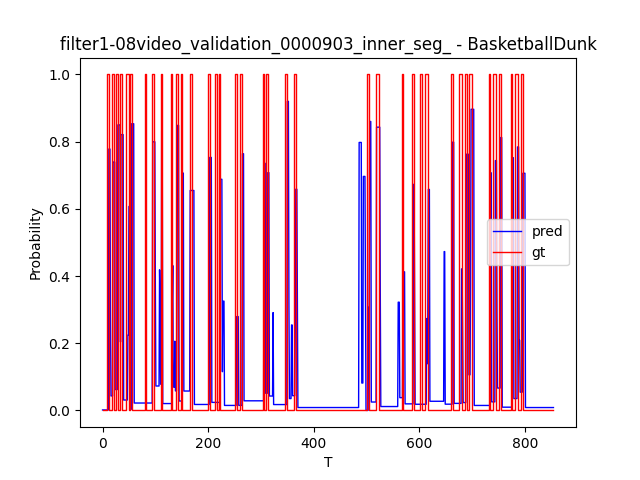 filter1-08video_validation_0000903_inner_seg_ - BasketballDunk
1.0
0.8
0.6
0.4
0.2
0.0
Probability
pred
gt
0
200
400
600
800
T